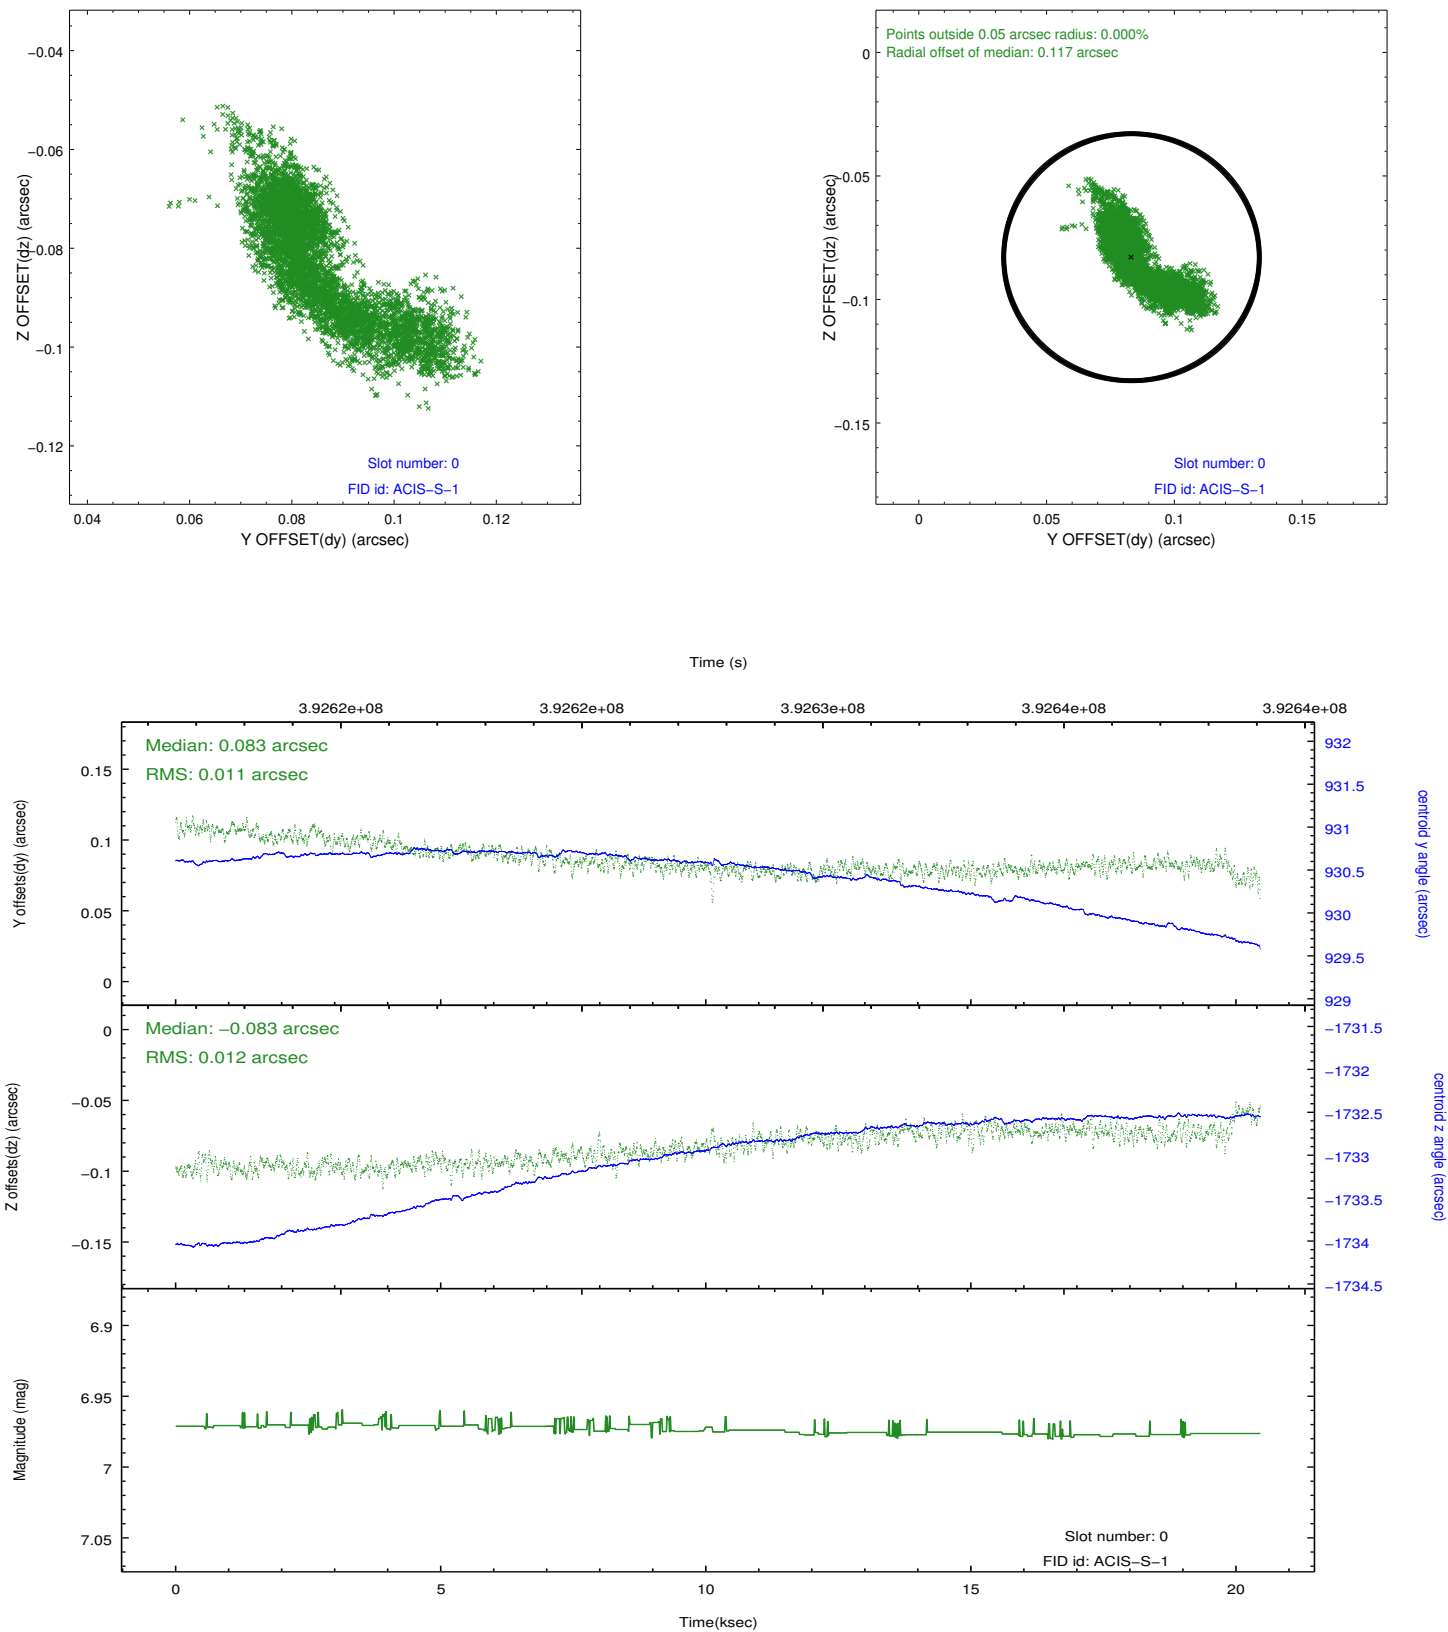 −0.04
−0.06
−0.08
−0.1
−0.12
Z OFFSET(dz) (arcsec)
Slot number: 0
FID id: ACIS−S−1
0.04
0.06
0.08
0.1
0.12
Y OFFSET(dy) (arcsec)
Points outside 0.05 arcsec radius: 0.000%
Radial offset of median: 0.117 arcsec
0
−0.05
−0.1
−0.15
Z OFFSET(dz) (arcsec)
Slot number: 0
FID id: ACIS−S−1
0
0.05
0.1
0.15
Y OFFSET(dy) (arcsec)
Time (s)
3.9262e+08
3.9262e+08
3.9263e+08
3.9264e+08
3.9264e+08
Median: 0.083 arcsec
RMS: 0.011 arcsec
0.15
0.1
0.05
0
Y offsets(dy) (arcsec)
932
931.5
931
930.5
930
929.5
929
centroid y angle (arcsec)
Median: −0.083 arcsec
RMS: 0.012 arcsec
0
−0.05
−0.1
−0.15
Z offsets(dz) (arcsec)
−1731.5
−1732
−1732.5
−1733
−1733.5
−1734
−1734.5
centroid z angle (arcsec)
6.9
6.95
7
7.05
Magnitude (mag)
Slot number: 0
FID id: ACIS−S−1
0
5
10
15
20
Time(ksec)